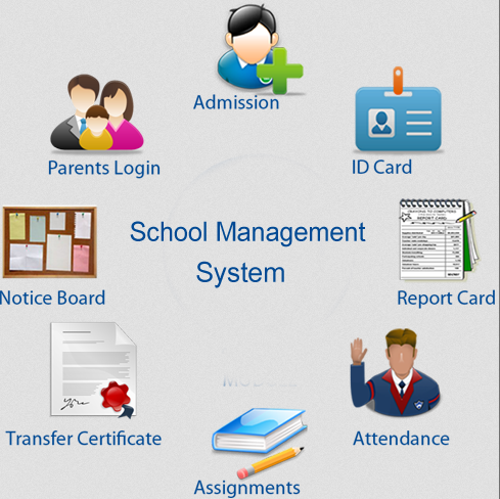 Admission
Parents Login
ID Card
School Management
System
Notice Board
Report Card
Transfer Certificate
Attendance
Assignments